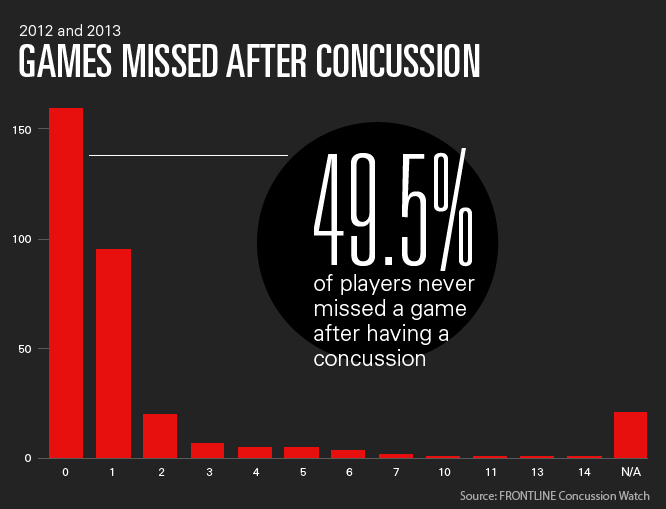 2012 and 2013
GAMES MISSED AFTER CONCUSSION
150
100
50
0
49.5%
of players never
missed a game
after having a
concussion
0 1 2 3 4 5 6 7 10 11 13 14 N/A
Source: FRONTLINE Concussion Watch